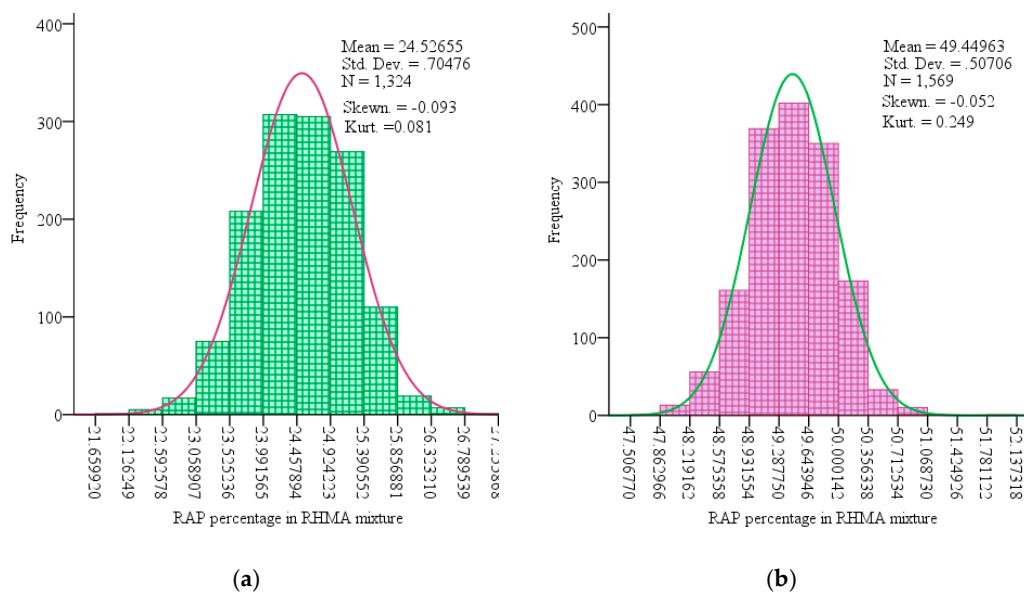 400
300
200
100
0
Frequency
Mean = 24.52655
Std. Dev. = .70476
N = 1,324
Skewn. = -0.093
Kurt. =0.081
21.659920
22.126249
22.592578
23.058907
23.525236
23.991565
24.457894
24.924223
25.390552
25.856881
26.323210
26.789539
RAP percentage in RHMA mixture
(a)
500
400
300
200
100
0
Frequency
Mean = 49.44963
Std. Dev. = .50706
N = 1,569
Skewn. = -0.052
Kurt. = 0.249
47.506770
47.862966
48.219162
48.575358
48.931554
49.287750
49.643946
50.000142
50.356338
50.712534
51.068730
51.424926
51.781122
52.137318
RAP percentage in RHMA mixture
(b)